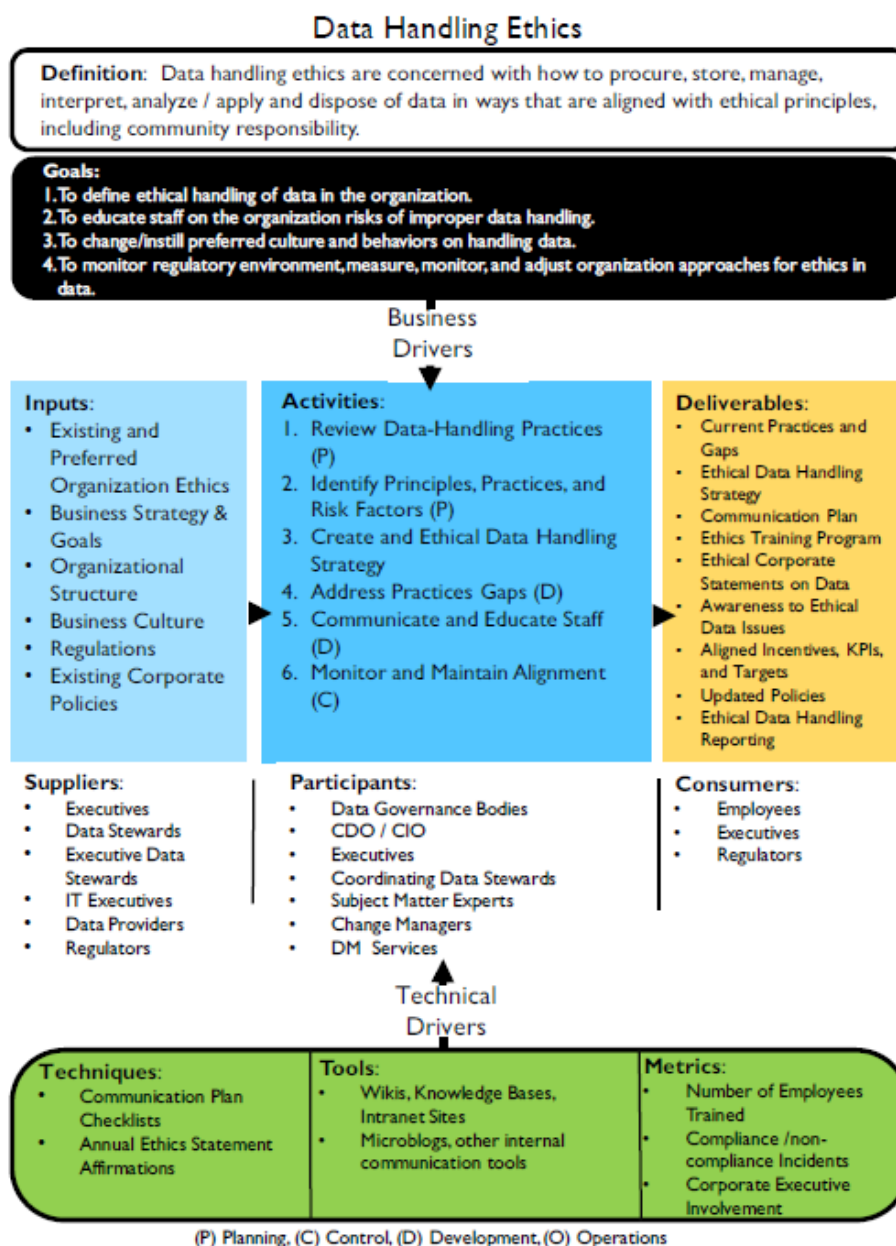 Data Handling Ethics
Definition: Data handling ethics are concerned with how to procure, store, manage,
interpret, analyze / apply and dispose of data in ways that are aligned with ethical principles,
including community responsibility.
Goals:
1.To define ethical handling of data in the organization.
2.To educate staff on the organization risks of improper data handling.
3.To change/instill preferred culture and behaviors on handling data.
4.To monitor regulatory environment, measure, monitor, and adjust organization approaches for ethics in
data.
Business
Drivers
Inputs:
• Existing and
Preferred
Organization Ethics
• Business Strategy &
Goals
• Organizational
Structure
• Business Culture
• Regulations
• Existing Corporate
Policies
Activities:
1. Review Data-Handling Practices
(P)
2. Identify Principles, Practices, and
Risk Factors (P)
3. Create and Ethical Data Handling
Strategy
4. Address Practices Gaps (D)
5. Communicate and Educate Staff
(D)
6. Monitor and Maintain Alignment
(C)
Deliverables:
• Current Practices and
Gaps
• Ethical Data Handling
Strategy
• Communication Plan
• Ethics Training Program
• Ethical Corporate
Statements on Data
• Awareness to Ethical
Data Issues
• Aligned Incentives, KPIs,
and Targets
• Updated Policies
• Ethical Data Handling
Reporting
Suppliers:
• Executives
• Data Stewards
• Executive Data
Stewards
• IT Executives
• Data Providers
• Regulators
Participants:
• Data Governance Bodies
• CDO / CIO
• Executives
• Coordinating Data Stewards
• Subject Matter Experts
• Change Managers
• DM Services
Consumers:
• Employees
• Executives
• Regulators
Technical
Drivers
Techniques:
• Communication Plan
Checklists
• Annual Ethics Statement
Affirmations
Tools:
• Wikis, Knowledge Bases,
Intranet Sites
• Microblogs, other internal
communication tools
Metrics:
• Number of Employees
Trained
• Compliance /non-
compliance Incidents
• Corporate Executive
Involvement
(P) Planning, (C) Control, (D) Development, (O) Operations